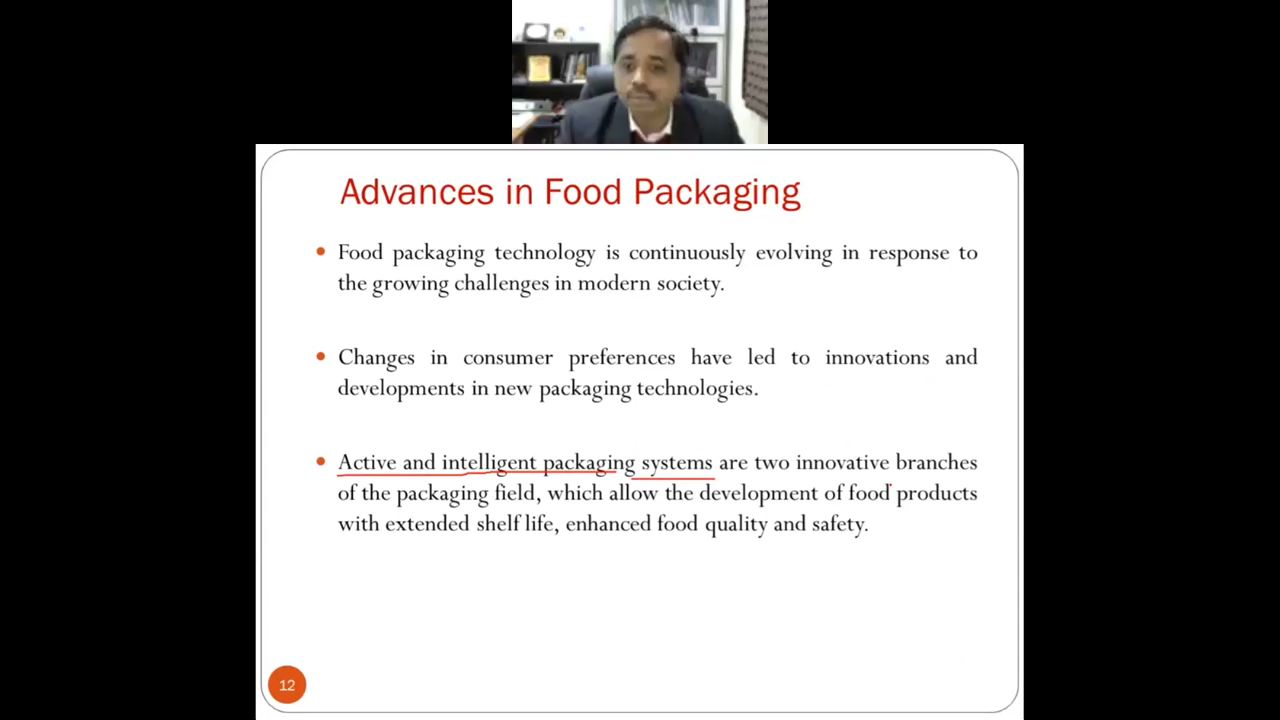 Advances in Food Packaging
Food packaging technology is continuously evolving in response to
the growing challenges in modern society.
Changes in consumer preferences have led to innovations and
developments in new packaging technologies.
Active and intelligent packaging systems are two innovative branches
of the packaging field, which allow the development of food products
with extended shelf life, enhanced food quality and safety.
12